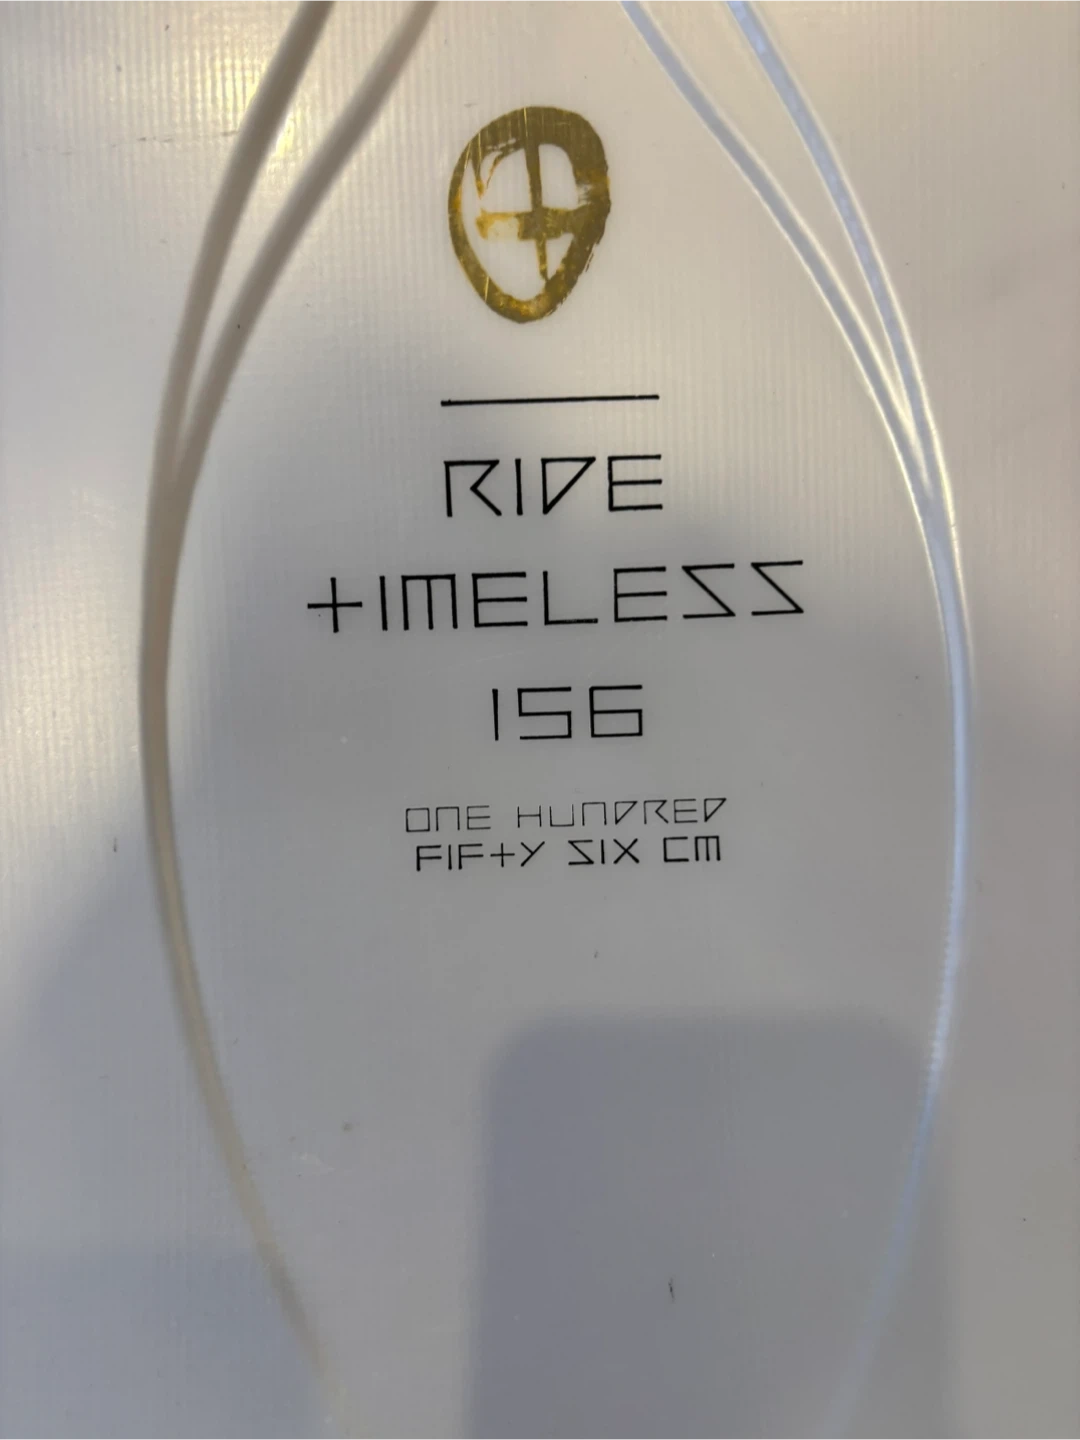 RIDE
TIMELESS
156
ONE HUNDRED
FIFTY SIX CM